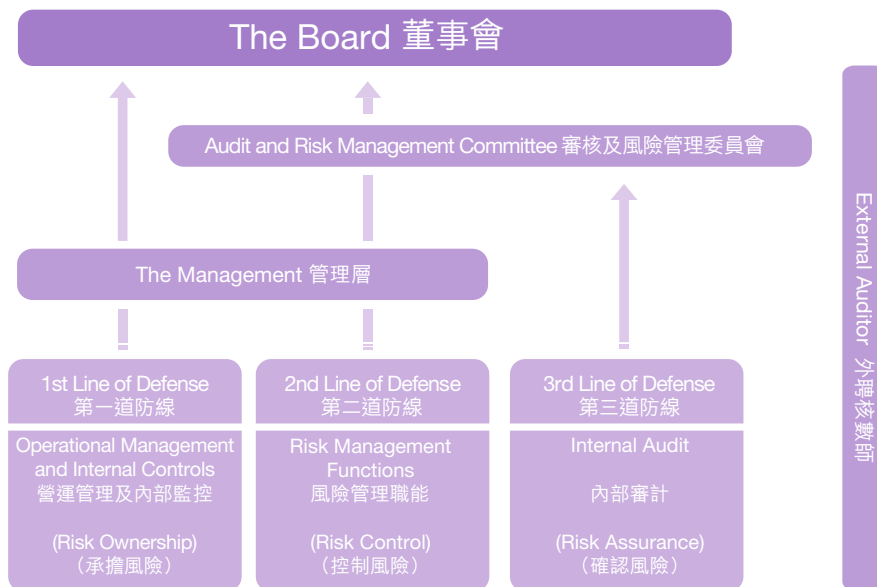 The Board 董事會
Audit and Risk Management Committee 審核及風險管理委員會
The Management 管理層
1st Line of Defense
第一道防線
Operational Management
and Internal Controls
營運管理及內部監控
(Risk Ownership)
（承擔風險）
2nd Line of Defense
第二道防線
Risk Management
Functions
風險管理職能
(Risk Control)
（控制風險）
3rd Line of Defense
第三道防線
Internal Audit
內部審計
(Risk Assurance)
（確認風險）
External Auditor 外聘核數師